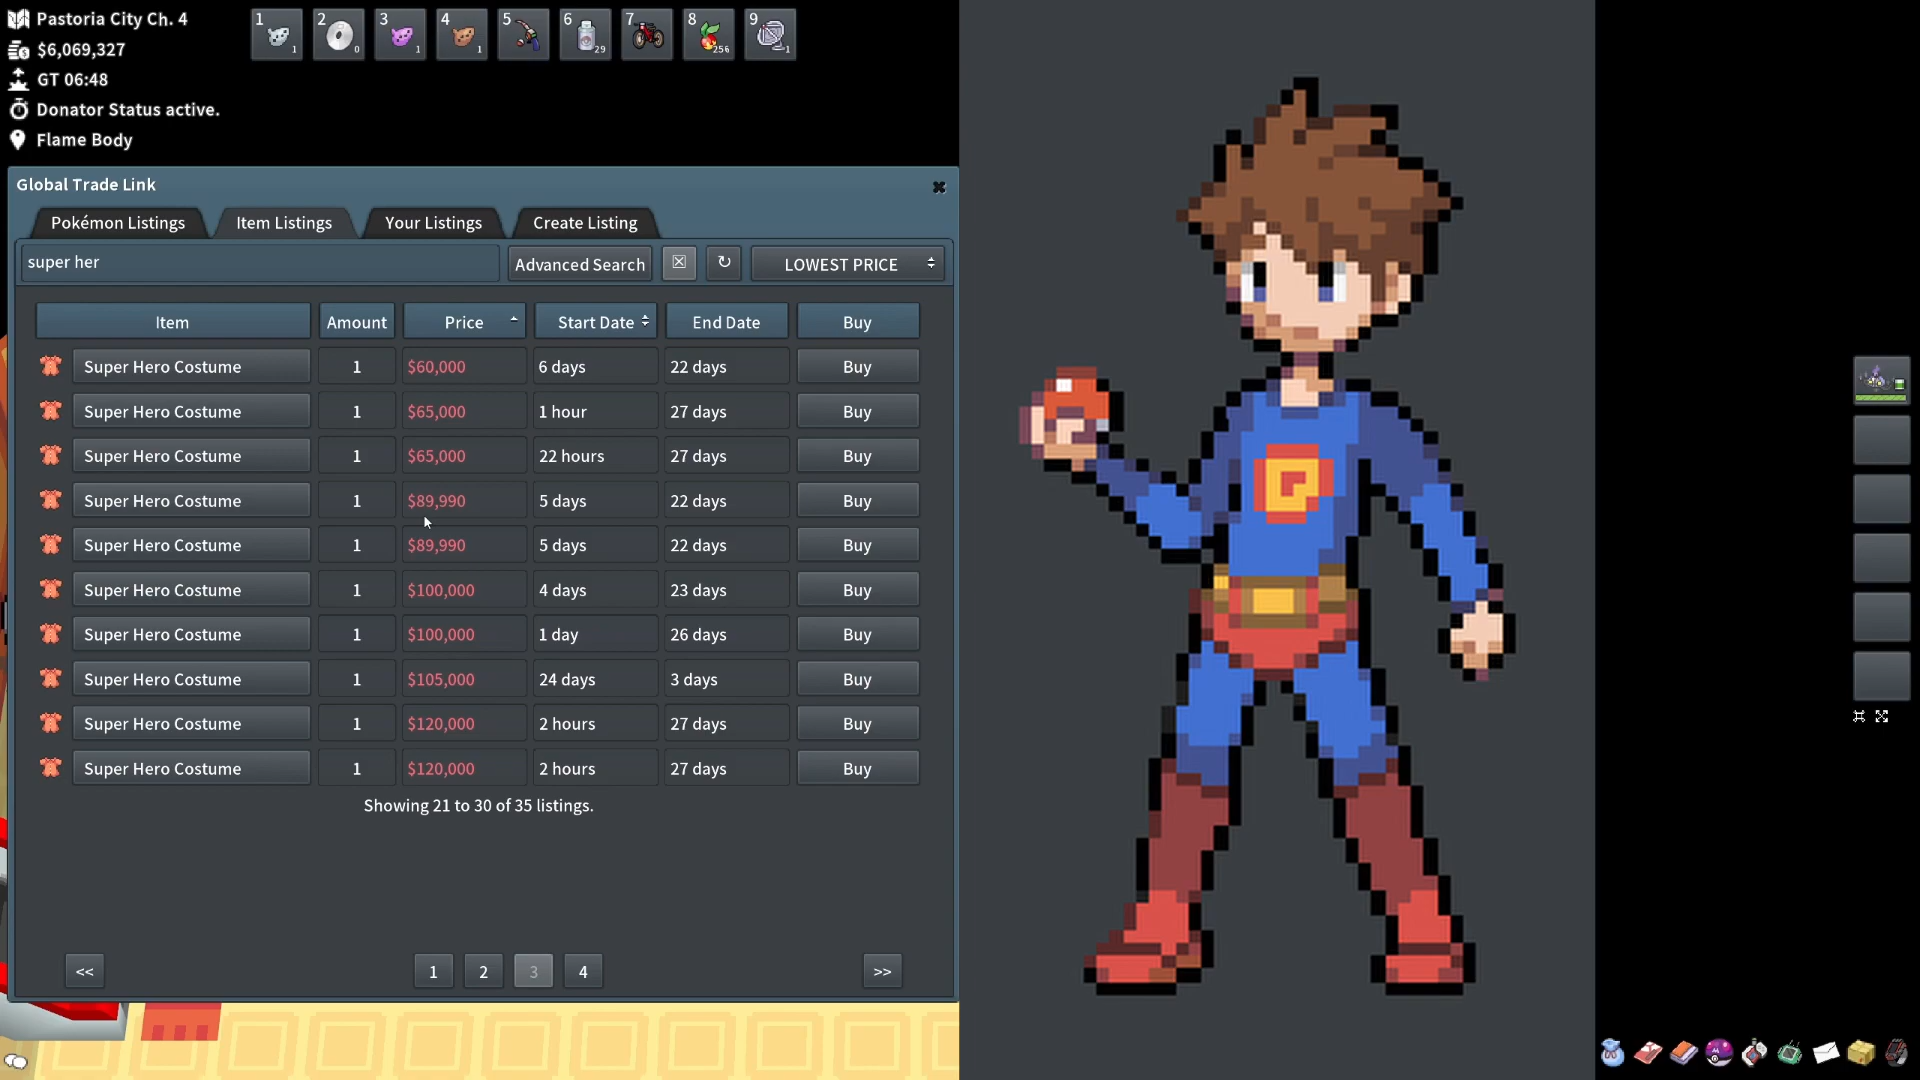 Pastoria City Ch. 4
$6,069,327
GT 06:48
Donator Status active.
Flame Body
1 2 3 4 5 6 7 8 9
1 0 1 1 29 256 1
Global Trade Link
Pokémon Listings Item Listings Your Listings Create Listing
super her Advanced Search LOWEST PRICE
Item Amount Price Start Date End Date Buy
Super Hero Costume 1 $60,000 6 days 22 days Buy
Super Hero Costume 1 $65,000 1 hour 27 days Buy
Super Hero Costume 1 $65,000 22 hours 27 days Buy
Super Hero Costume 1 $89,990 5 days 22 days Buy
Super Hero Costume 1 $89,990 5 days 22 days Buy
Super Hero Costume 1 $100,000 4 days 23 days Buy
Super Hero Costume 1 $100,000 1 day 26 days Buy
Super Hero Costume 1 $105,000 24 days 3 days Buy
Super Hero Costume 1 $120,000 2 hours 27 days Buy
Super Hero Costume 1 $120,000 2 hours 27 days Buy
Showing 21 to 30 of 35 listings.
<< 1 2 3 4 >>